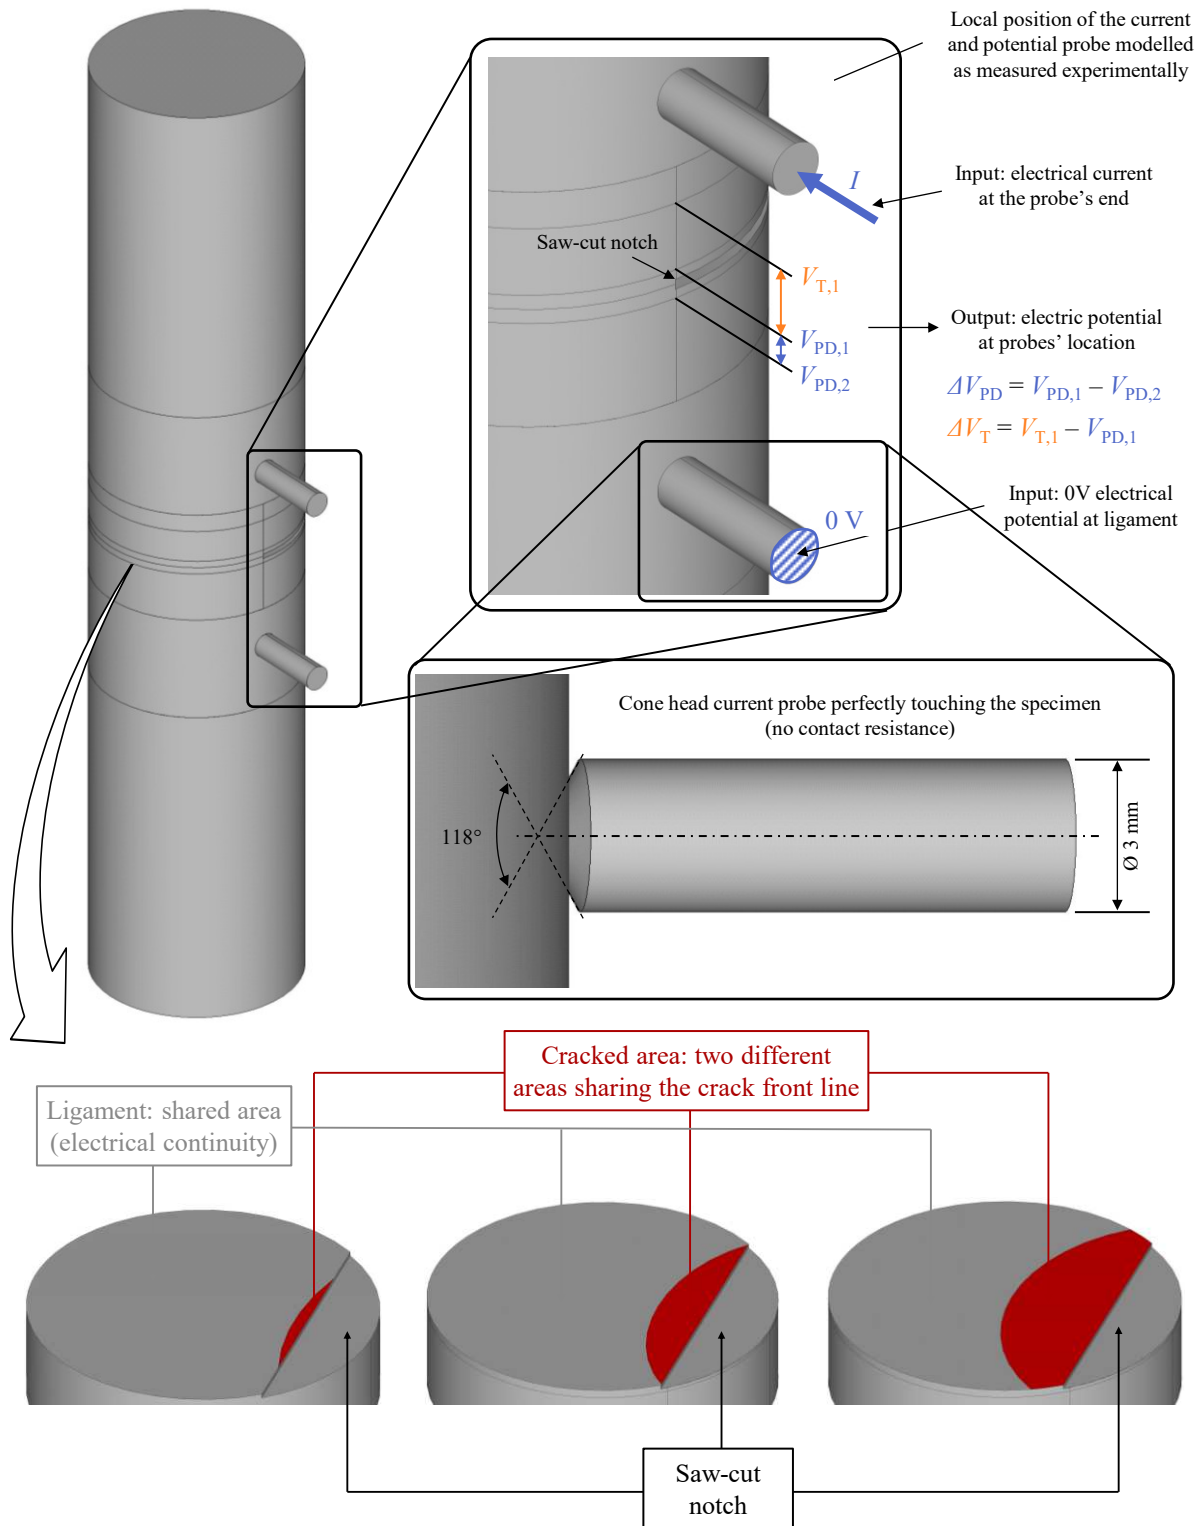 Local position of the current
and potential probe modelled
as measured experimentally
I
Input: electrical current
at the probe's end
Saw-cut notch
V_T,1
V_PD,1
V_PD,2
Output: electric potential
at probes' location
ΔV_PD = V_PD,1 – V_PD,2
ΔV_T = V_T,1 – V_PD,1
0 V
Input: 0V electrical
potential at ligament
Cone head current probe perfectly touching the specimen
(no contact resistance)
118°
Ø 3 mm
Cracked area: two different
areas sharing the crack front line
Ligament: shared area
(electrical continuity)
Saw-cut
notch